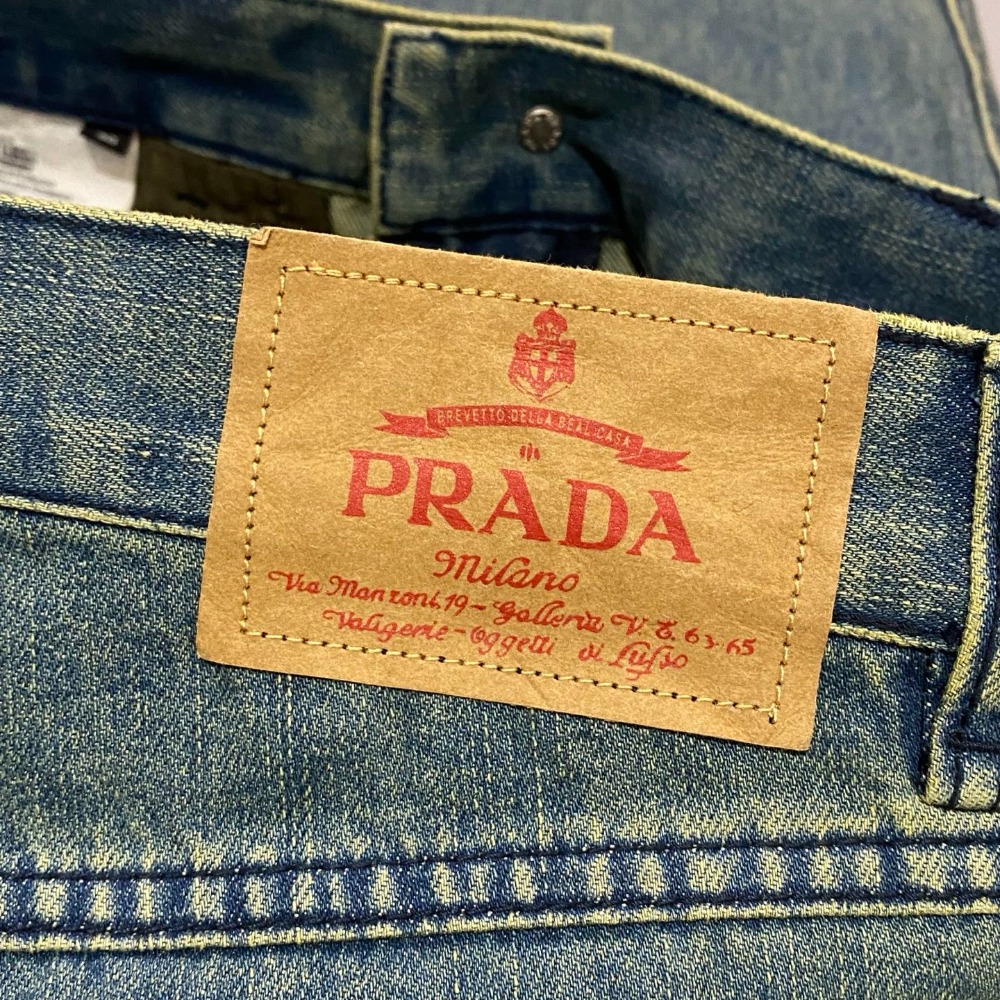 BREVETTO DELLA REAL CASA
PRADA
Milano
Via Manzoni, 19 - Galleria V. E. 63-65
Valigerie - Oggetti di Lusso